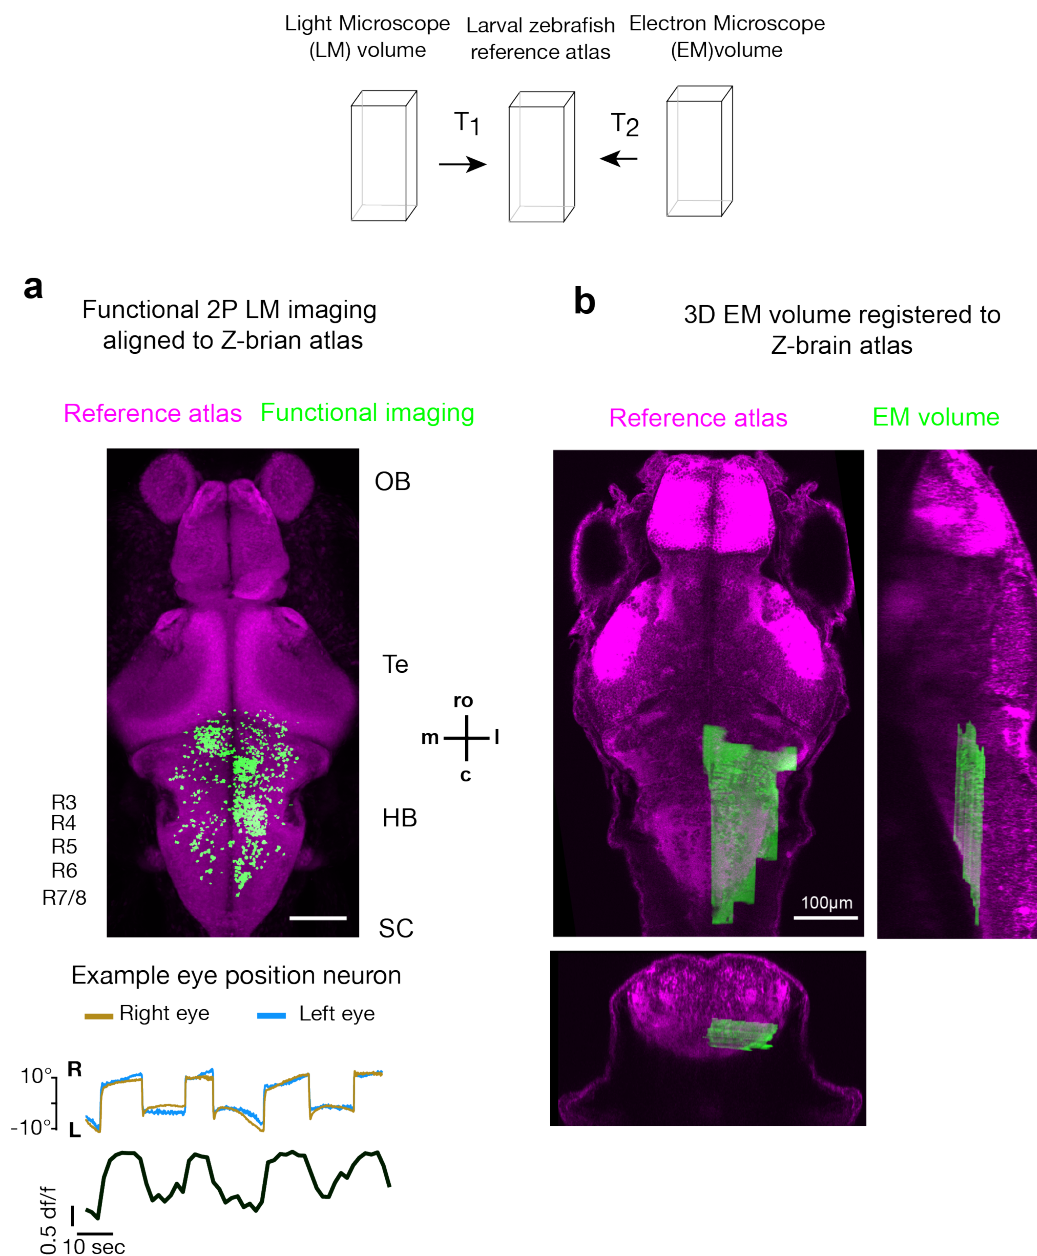 Light Microscope
(LM) volume
Larval zebrafish
reference atlas
Electron Microscope
(EM)volume
T1
T2
a
Functional 2P LM imaging
aligned to Z-brian atlas
Reference atlas
Functional imaging
OB
Te
HB
SC
R3
R4
R5
R6
R7/8
ro
m
l
c
b
3D EM volume registered to
Z-brain atlas
Reference atlas
EM volume
100µm
Example eye position neuron
Right eye
Left eye
R
10°
-10°
L
0.5 df/f
10 sec